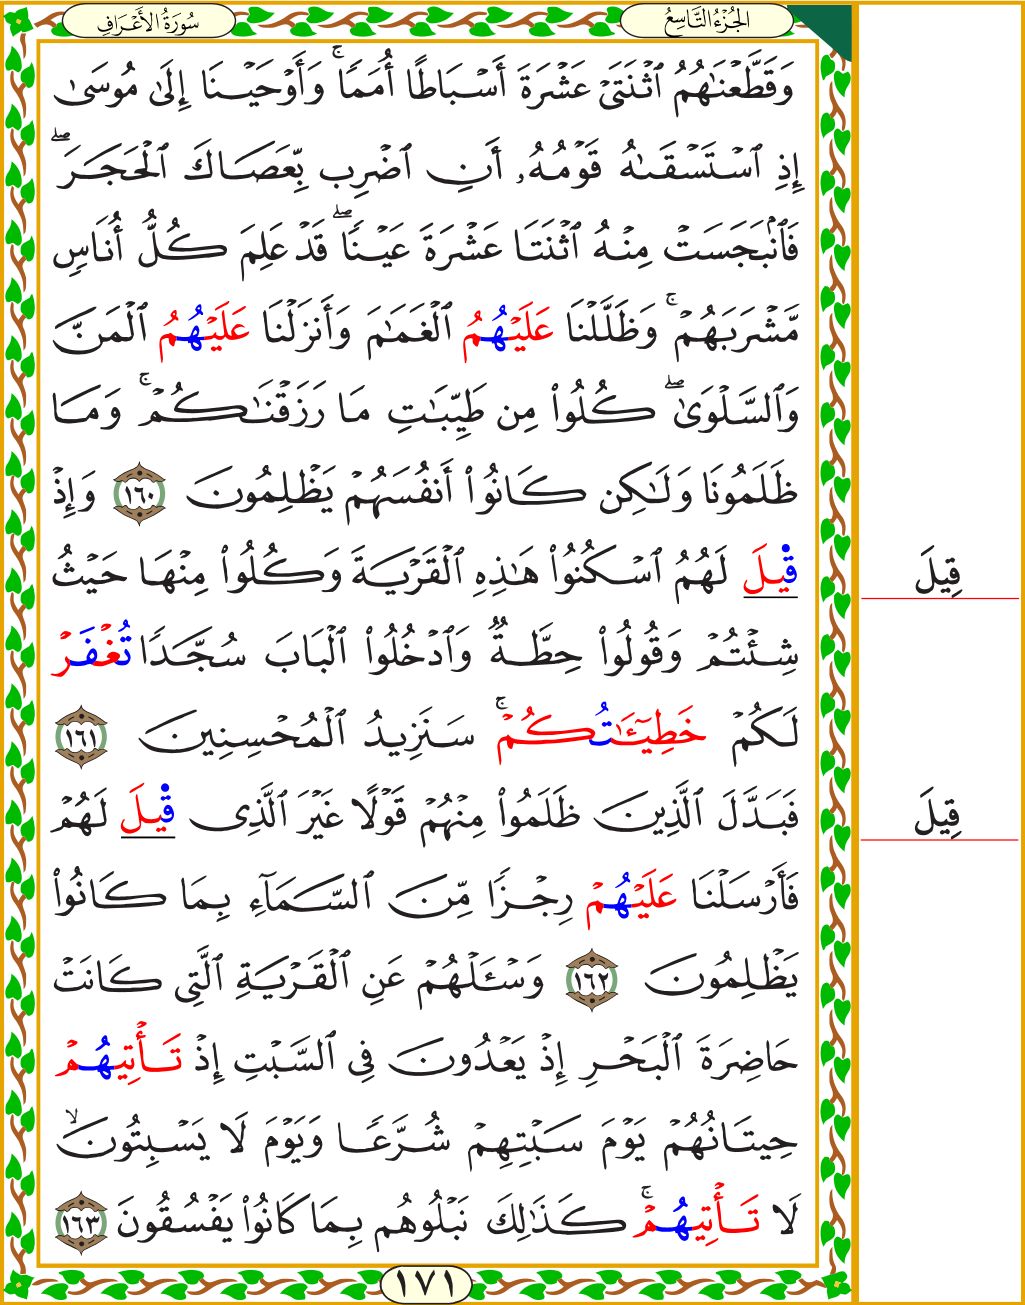 سُورَةُ الأَعْرَافِ
الجُزْءُ التَّاسِعُ
وَقَطَّعْنَٰهُمُ ٱثْنَتَىْ عَشْرَةَ أَسْبَاطًا أُمَمًاۚ وَأَوْحَيْنَا إِلَىٰ مُوسَىٰ
إِذِ ٱسْتَسْقَىٰهُ قَوْمُهُۥ أَنِ ٱضْرِب بِّعَصَاكَ ٱلْحَجَرَۖ
فَٱنۢبَجَسَتْ مِنْهُ ٱثْنَتَا عَشْرَةَ عَيْنًاۖ قَدْ عَلِمَ كُلُّ أُنَاسٍ
مَّشْرَبَهُمْۚ وَظَلَّلْنَا عَلَيْهُمُ ٱلْغَمَٰمَ وَأَنزَلْنَا عَلَيْهُمُ ٱلْمَنَّ
وَٱلسَّلْوَىٰۖ كُلُوا۟ مِن طَيِّبَٰتِ مَا رَزَقْنَٰكُمْۚ وَمَا
ظَلَمُونَا وَلَٰكِن كَانُوٓا۟ أَنفُسَهُمْ يَظْلِمُونَ ١٦٠ وَإِذْ
قِيلَ لَهُمُ ٱسْكُنُوا۟ هَٰذِهِ ٱلْقَرْيَةَ وَكُلُوا۟ مِنْهَا حَيْثُ
قِيلَ
شِئْتُمْ وَقُولُوا۟ حِطَّةٌ وَٱدْخُلُوا۟ ٱلْبَابَ سُجَّدًا تُغْفَرْ
لَكُمْ خَطِيٓـَٰٔتُكُمْۚ سَنَزِيدُ ٱلْمُحْسِنِينَ ١٦١
فَبَدَّلَ ٱلَّذِينَ ظَلَمُوا۟ مِنْهُمْ قَوْلًا غَيْرَ ٱلَّذِى قِيلَ لَهُمْ
قِيلَ
فَأَرْسَلْنَا عَلَيْهُمْ رِجْزًا مِّنَ ٱلسَّمَآءِ بِمَا كَانُوا۟
يَظْلِمُونَ ١٦٢ وَسْـَٔلْهُمْ عَنِ ٱلْقَرْيَةِ ٱلَّتِى كَانَتْ
حَاضِرَةَ ٱلْبَحْرِ إِذْ يَعْدُونَ فِى ٱلسَّبْتِ إِذْ تَأْتِيهُمْ
حِيتَانُهُمْ يَوْمَ سَبْتِهِمْ شُرَّعًا وَيَوْمَ لَا يَسْبِتُونَۙ
لَا تَأْتِيهُمْۚ كَذَٰلِكَ نَبْلُوهُم بِمَا كَانُوا۟ يَفْسُقُونَ ١٦٣
١٧١